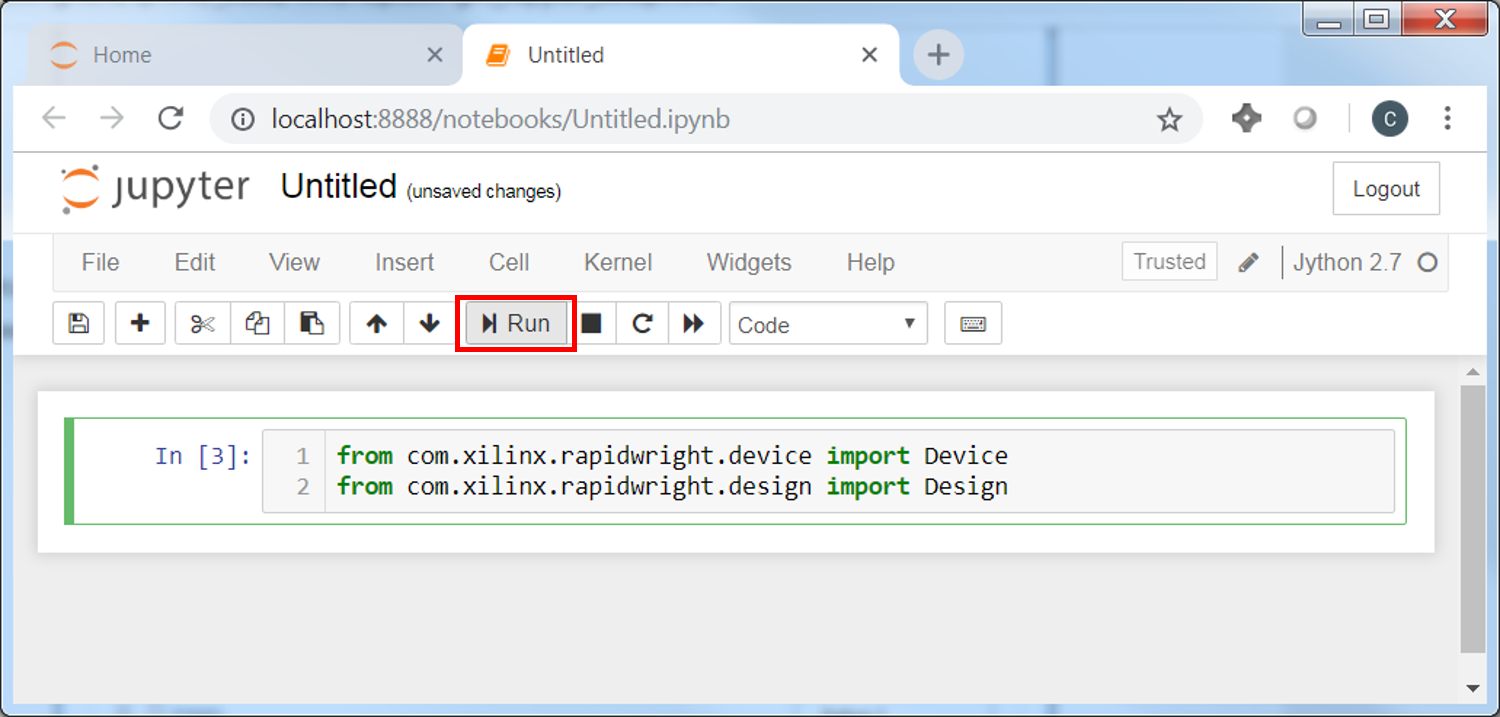 Home
Untitled
localhost:8888/notebooks/Untitled.ipynb
C
jupyter Untitled (unsaved changes)
Logout
File Edit View Insert Cell Kernel Widgets Help Trusted Jython 2.7
Run Code
In [3]: 1 from com.xilinx.rapidwright.device import Device
2 from com.xilinx.rapidwright.design import Design